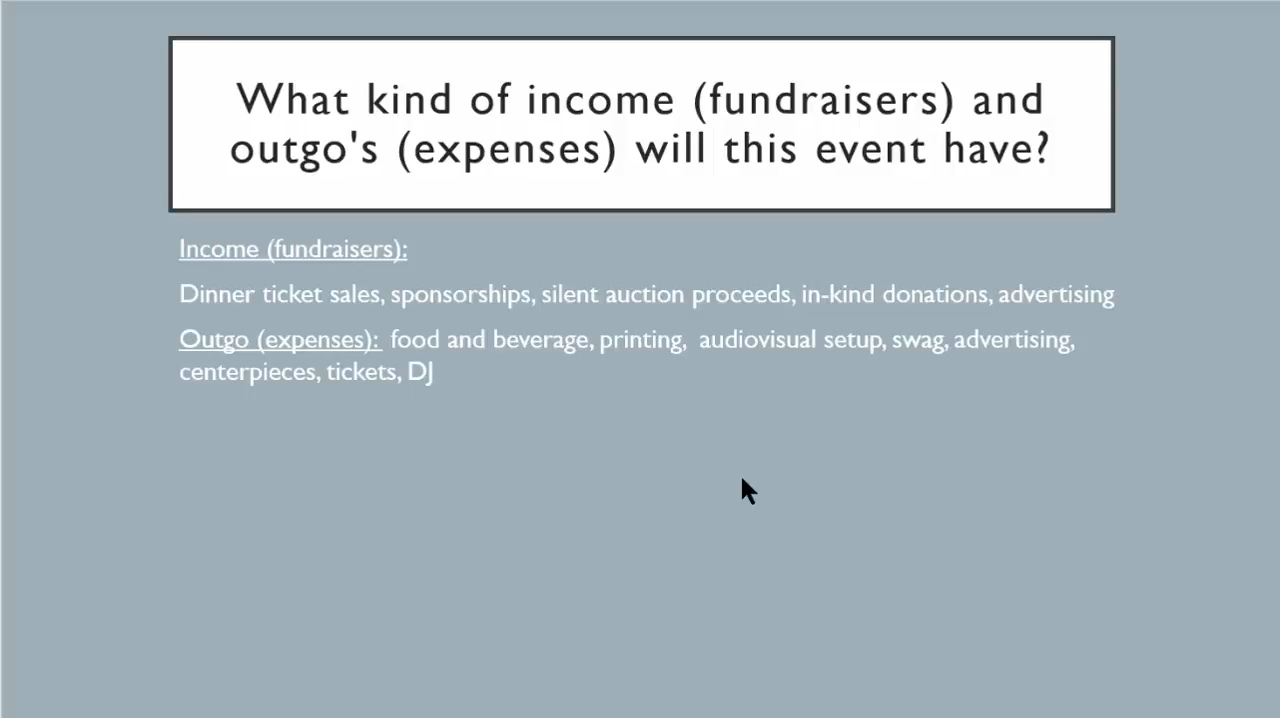 What kind of income (fundraisers) and
outgo's (expenses) will this event have?
Income (fundraisers):
Dinner ticket sales, sponsorships, silent auction proceeds, in-kind donations, advertising
Outgo (expenses):  food and beverage, printing,  audiovisual setup, swag, advertising,
centerpieces, tickets, DJ